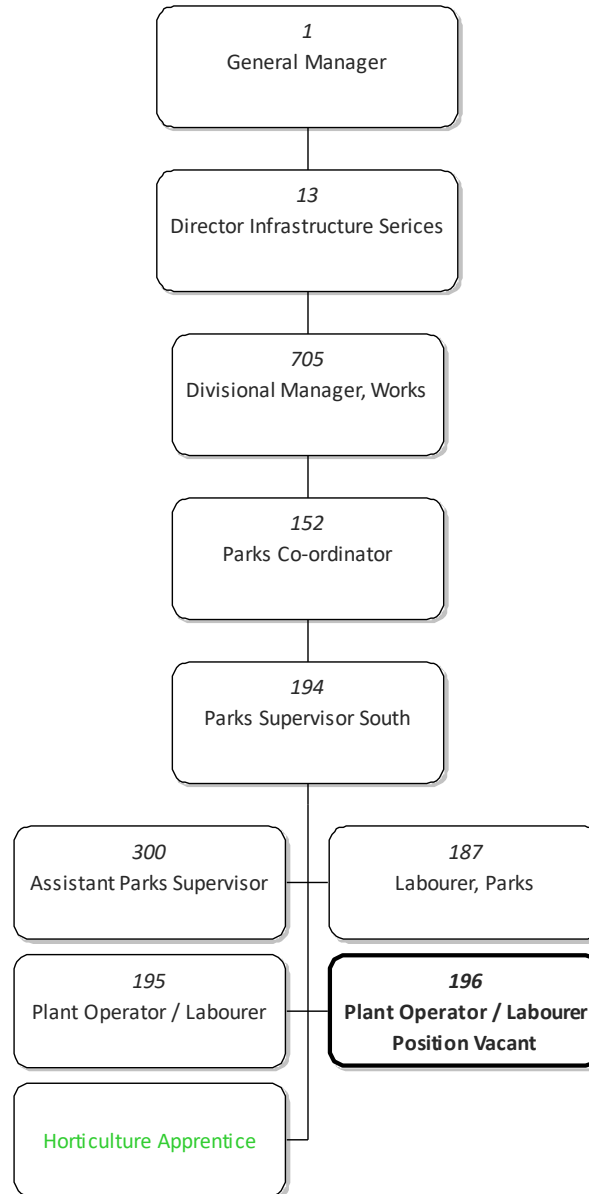 1
General Manager
13
Director Infrastructure Serices
705
Divisional Manager, Works
152
Parks Co-ordinator
194
Parks Supervisor South
300
Assistant Parks Supervisor
187
Labourer, Parks
195
Plant Operator / Labourer
196
Plant Operator / Labourer
Position Vacant
Horticulture Apprentice